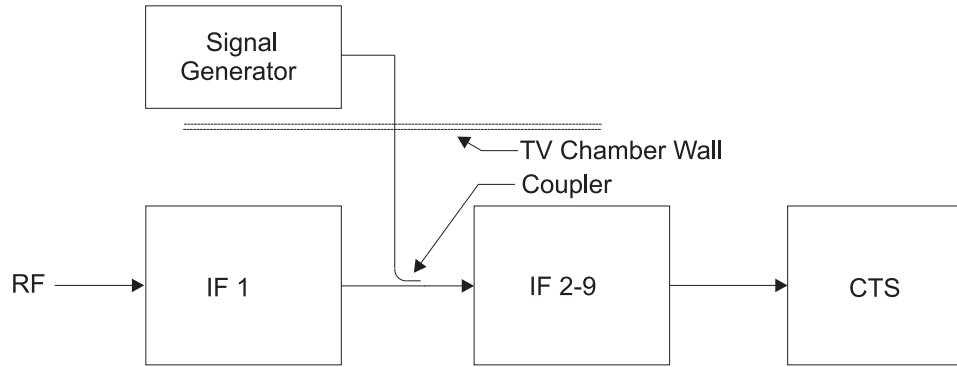 Signal
Generator
TV Chamber Wall
Coupler
RF
IF 1
IF 2-9
CTS